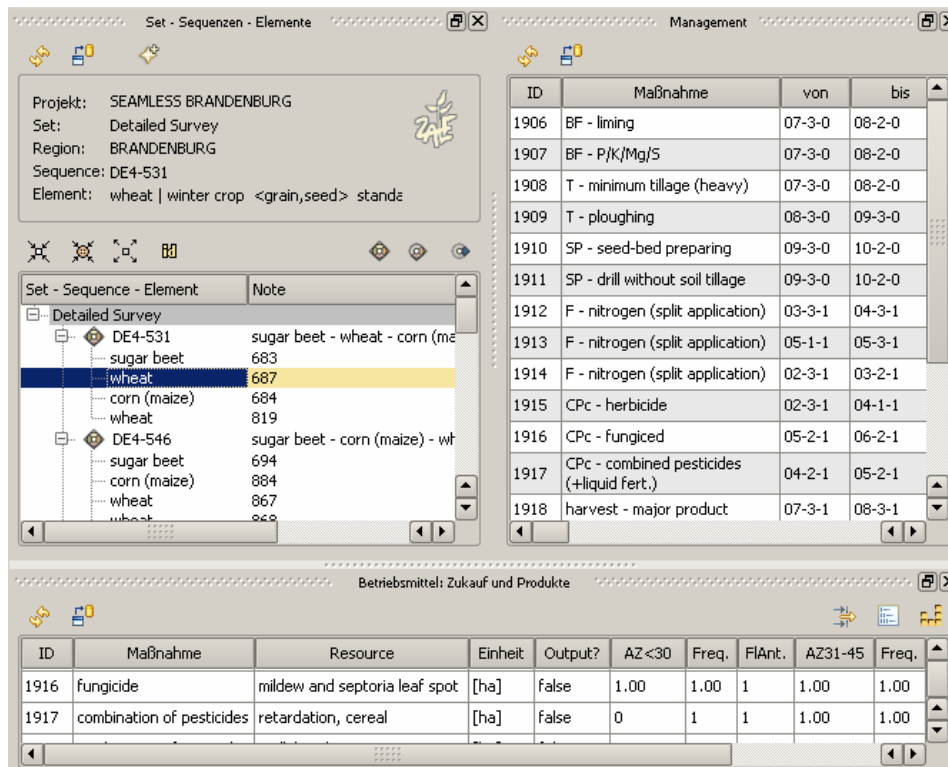 Set - Sequenzen - Elemente
Projekt: SEAMLESS BRANDENBURG
Set: Detailed Survey
Region: BRANDENBURG
Sequence: DE4-531
Element: wheat | winter crop <grain,seed> standa
ZALF
Set - Sequence - Element Note
Detailed Survey
DE4-531 sugar beet - wheat - corn (ma
sugar beet 683
wheat 687
corn (maize) 684
wheat 819
DE4-546 sugar beet - corn (maize) - wh
sugar beet 694
corn (maize) 884
wheat 867
wheat 868
Management
ID Maßnahme von bis
1906 BF - liming 07-3-0 08-2-0
1907 BF - P/K/Mg/S 07-3-0 08-2-0
1908 T - minimum tillage (heavy) 07-3-0 08-2-0
1909 T - ploughing 08-3-0 09-3-0
1910 SP - seed-bed preparing 09-3-0 10-2-0
1911 SP - drill without soil tillage 09-3-0 10-2-0
1912 F - nitrogen (split application) 03-3-1 04-3-1
1913 F - nitrogen (split application) 05-1-1 05-3-1
1914 F - nitrogen (split application) 02-3-1 03-2-1
1915 CPc - herbicide 02-3-1 04-1-1
1916 CPc - fungiced 05-2-1 06-2-1
1917 CPc - combined pesticides
(+liquid fert.) 04-2-1 05-2-1
1918 harvest - major product 07-3-1 08-3-1
Betriebsmittel: Zukauf und Produkte
ID Maßnahme Resource Einheit Output? AZ<30 Freq. FlAnt. AZ31-45 Freq.
1916 fungicide mildew and septoria leaf spot [ha] false 1.00 1.00 1 1.00 1.00
1917 combination of pesticides retardation, cereal [ha] false 0 1 1 1.00 1.00